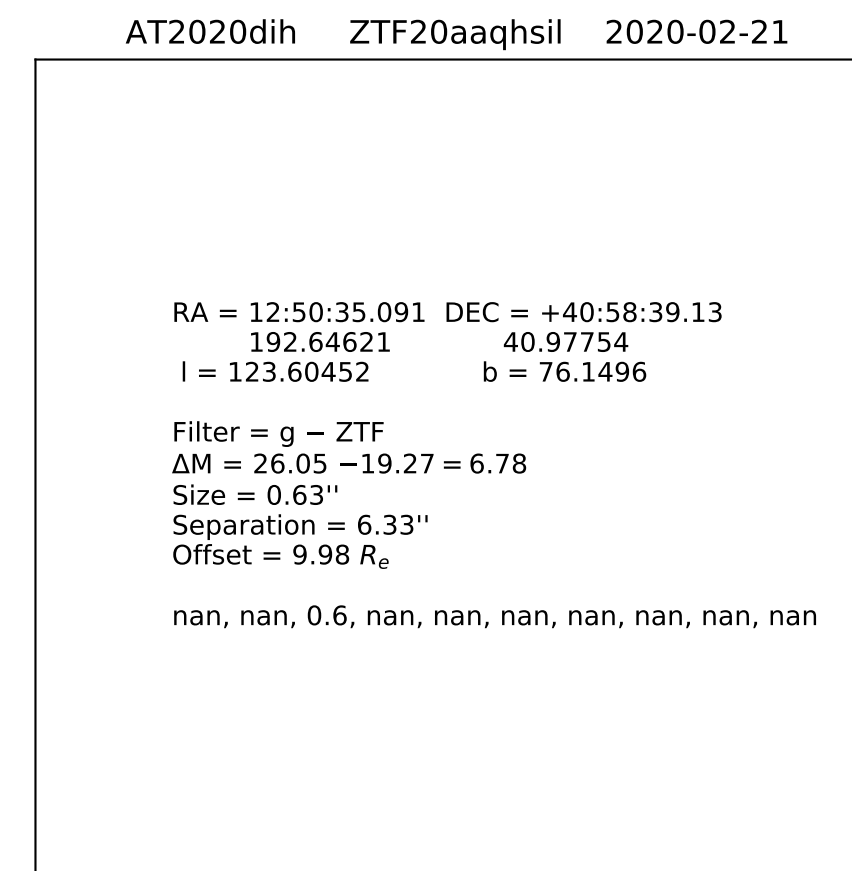 AT2020dih ZTF20aaqhsil 2020-02-21
RA = 12:50:35.091 DEC = +40:58:39.13
192.64621 40.97754
l = 123.60452 b = 76.1496
Filter = g − ZTF
ΔM = 26.05 −19.27 = 6.78
Size = 0.63''
Separation = 6.33''
Offset = 9.98 Re
nan, nan, 0.6, nan, nan, nan, nan, nan, nan, nan